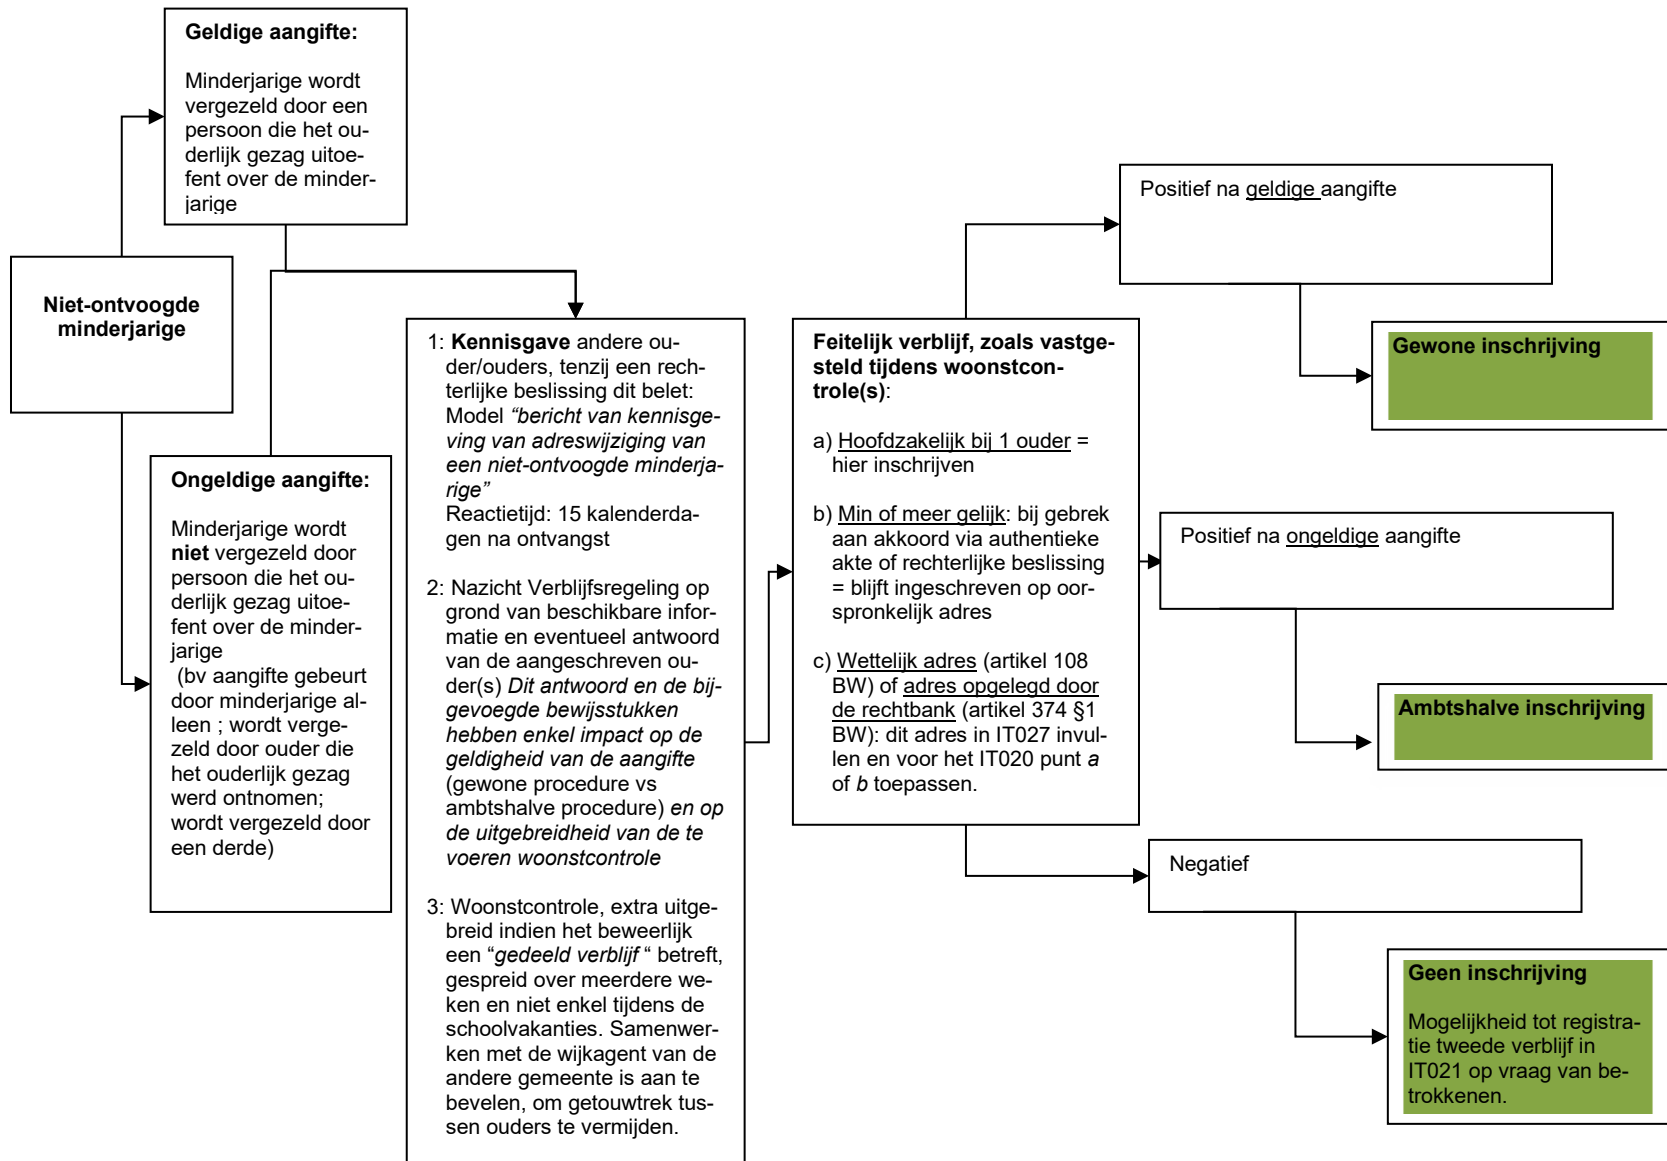 Geldige aangifte:
Minderjarige wordt
vergezeld door een
persoon die het ou-
derlijk gezag uitoe-
fent over de minder-
jarige
Niet-ontvoogde
minderjarige
Ongeldige aangifte:
Minderjarige wordt
niet vergezeld door
persoon die het ou-
derlijk gezag uitoe-
fent over de minder-
jarige
(bv aangifte gebeurt
door minderjarige al-
leen ; wordt verge-
zeld door ouder die
het ouderlijk gezag
werd ontnomen;
wordt vergezeld door
een derde)
1: Kennisgave andere ou-
der/ouders, tenzij een rech-
terlijke beslissing dit belet:
Model “bericht van kennisge-
ving van adreswijziging van
een niet-ontvoogde minderja-
rige”
Reactietijd: 15 kalenderda-
gen na ontvangst
2: Nazicht Verblijfsregeling op
grond van beschikbare infor-
matie en eventueel antwoord
van de aangeschreven ou-
der(s) Dit antwoord en de bij-
gevoegde bewijsstukken
hebben enkel impact op de
geldigheid van de aangifte
(gewone procedure vs
ambtshalve procedure) en op
de uitgebreidheid van de te
voeren woonstcontrole
3: Woonstcontrole, extra uitge-
breid indien het beweerlijk
een “gedeeld verblijf “ betreft,
gespreid over meerdere we-
ken en niet enkel tijdens de
schoolvakanties. Samenwer-
ken met de wijkagent van de
andere gemeente is aan te
bevelen, om getouwtrek tus-
sen ouders te vermijden.
Feitelijk verblijf, zoals vastge-
steld tijdens woonstcon-
trole(s):
a) Hoofdzakelijk bij 1 ouder =
hier inschrijven
b) Min of meer gelijk: bij gebrek
aan akkoord via authentieke
akte of rechterlijke beslissing
= blijft ingeschreven op oor-
spronkelijk adres
c) Wettelijk adres (artikel 108
BW) of adres opgelegd door
de rechtbank (artikel 374 §1
BW): dit adres in IT027 invul-
len en voor het IT020 punt a
of b toepassen.
Positief na geldige aangifte
Gewone inschrijving
Positief na ongeldige aangifte
Ambtshalve inschrijving
Negatief
Geen inschrijving
Mogelijkheid tot registra-
tie tweede verblijf in
IT021 op vraag van be-
trokkenen.